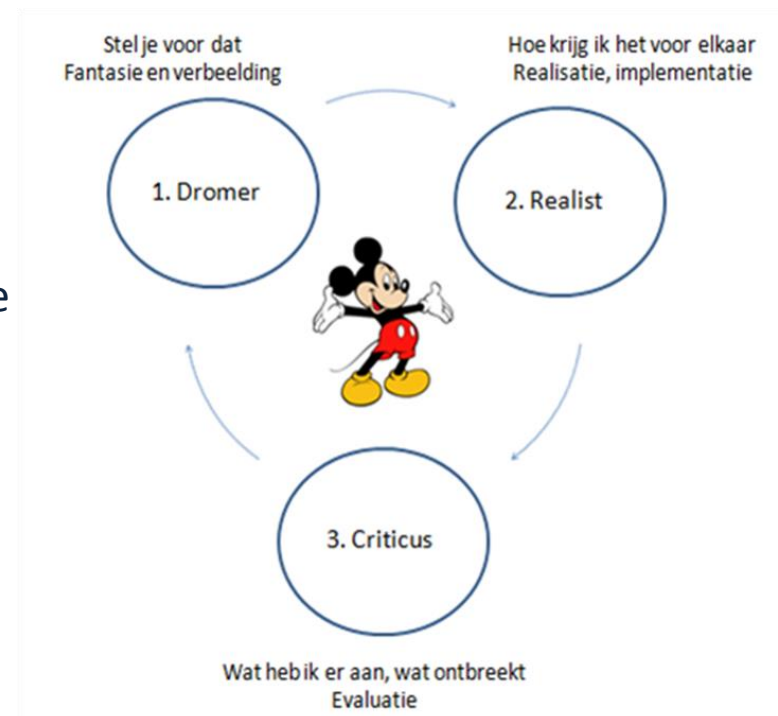 Stel je voor dat
Fantasie en verbeelding
Hoe krijg ik het voor elkaar
Realisatie, implementatie
1. Dromer
2. Realist
e
3. Criticus
Wat heb ik er aan, wat ontbreekt
Evaluatie